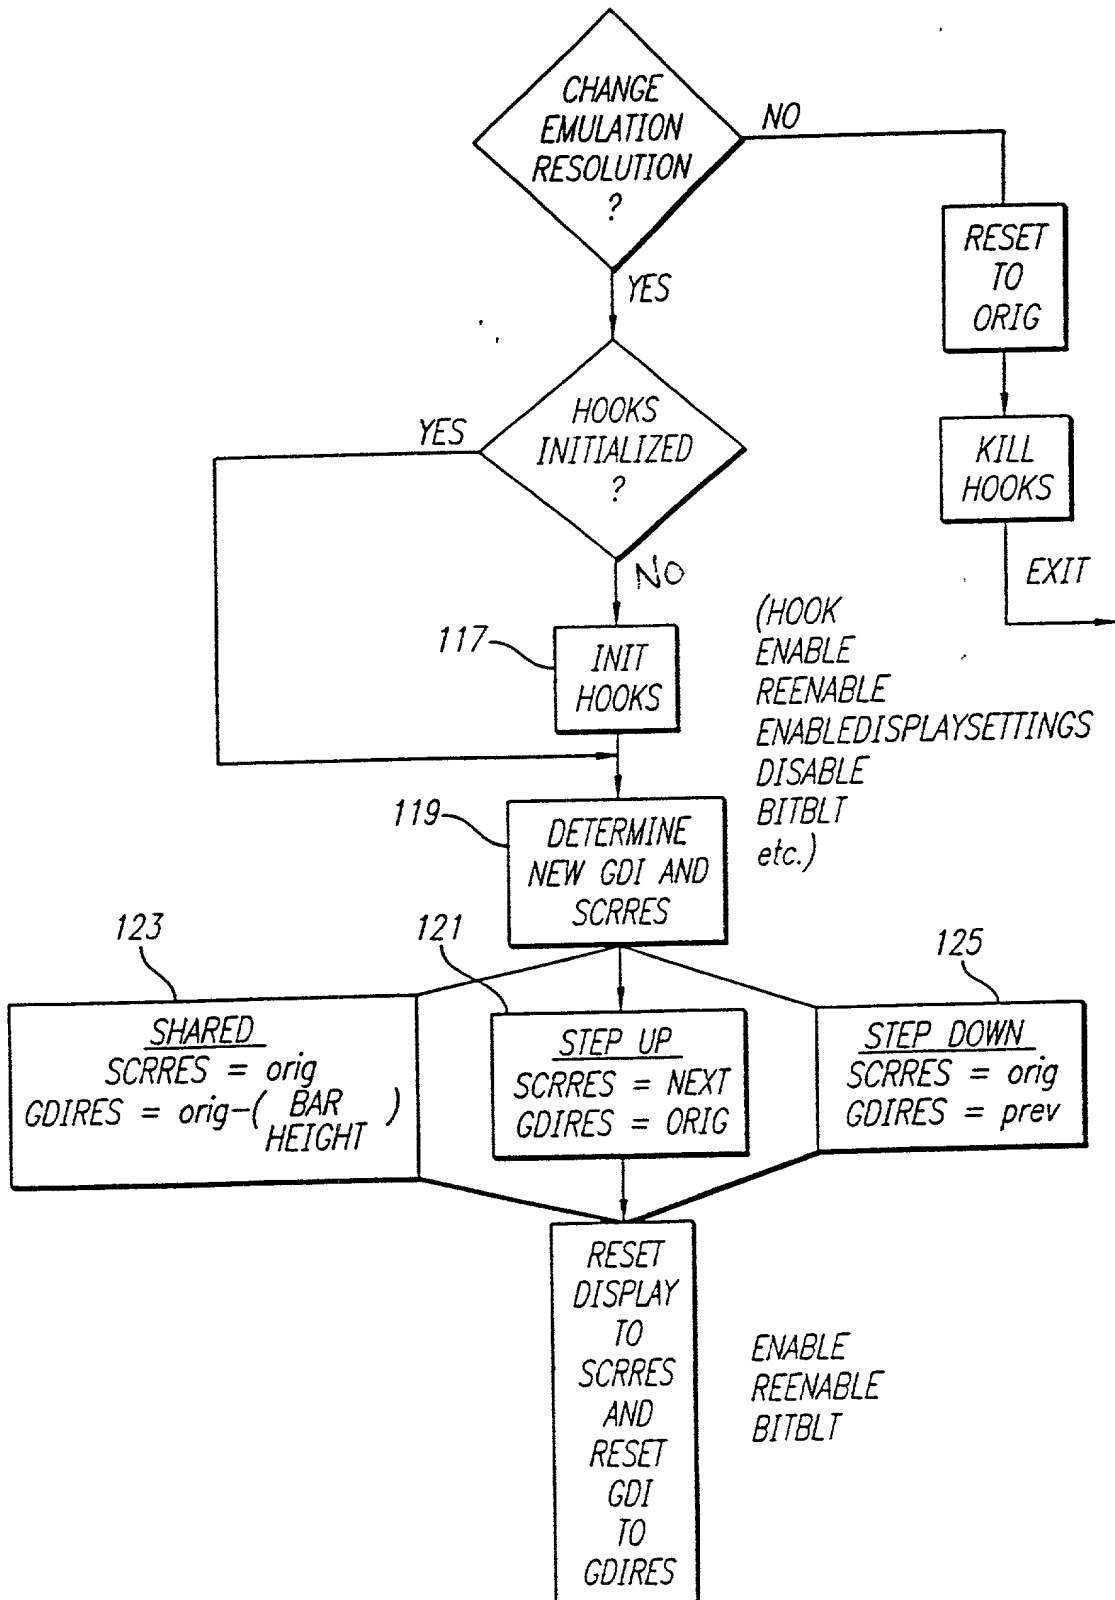 CHANGE
EMULATION
RESOLUTION
?
NO
YES
RESET
TO
ORIG
KILL
HOOKS
EXIT
HOOKS
INITIALIZED
?
YES
NO
117
INIT
HOOKS
(HOOK
ENABLE
REENABLE
ENABLEDISPLAYSETTINGS
DISABLE
BITBLT
etc.)
119
DETERMINE
NEW GDI AND
SCRRES
123
SHARED
SCRRES = orig
GDIRES = orig-(BAR
HEIGHT)
121
STEP UP
SCRRES = NEXT
GDIRES = ORIG
125
STEP DOWN
SCRRES = orig
GDIRES = prev
RESET
DISPLAY
TO
SCRRES
AND
RESET
GDI
TO
GDIRES
ENABLE
REENABLE
BITBLT